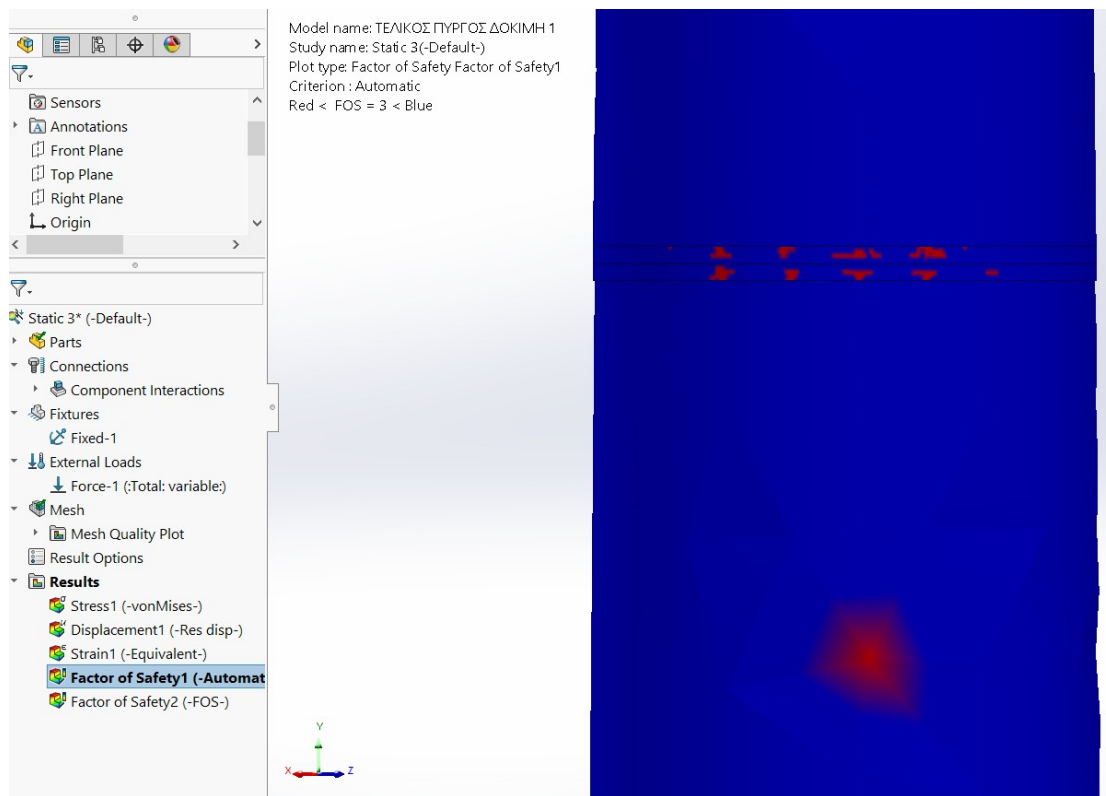 Model name: ΤΕΛΙΚΟΣ ΠΥΡΓΟΣ ΔΟΚΙΜΗ 1
Study name: Static 3(-Default-)
Plot type: Factor of Safety Factor of Safety1
Criterion : Automatic
Red < FOS = 3 < Blue
Sensors
Annotations
Front Plane
Top Plane
Right Plane
Origin
Static 3* (-Default-)
Parts
Connections
Component Interactions
Fixtures
Fixed-1
External Loads
Force-1 (:Total: variable:)
Mesh
Mesh Quality Plot
Result Options
Results
Stress1 (-vonMises-)
Displacement1 (-Res disp-)
Strain1 (-Equivalent-)
Factor of Safety1 (-Automat
Factor of Safety2 (-FOS-)
Y
X Z